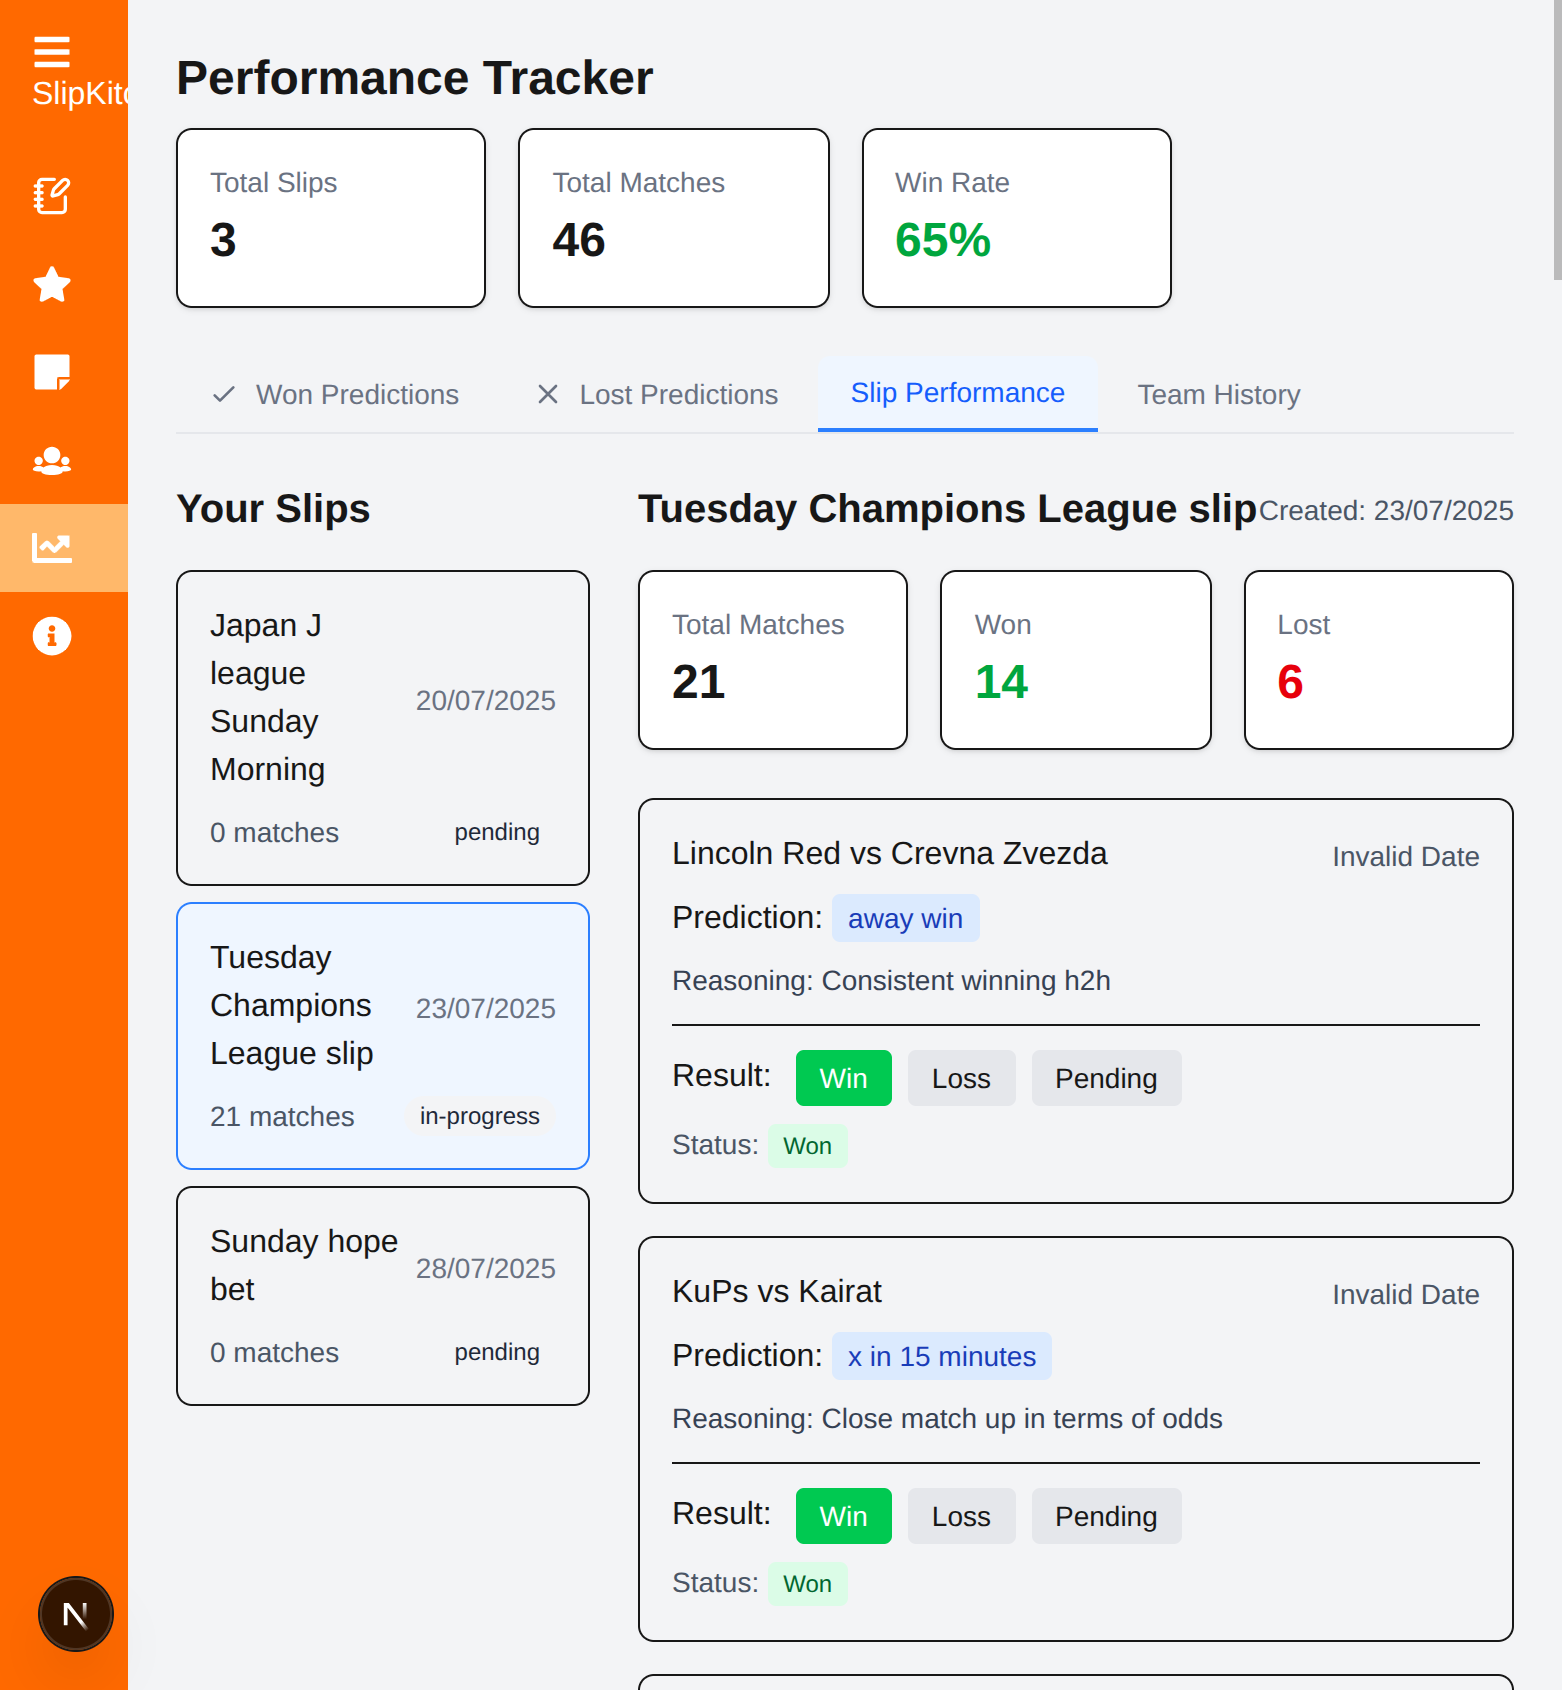 SlipKitc
Performance Tracker
Total Slips
3
Total Matches
46
Win Rate
65%
Won Predictions
Lost Predictions
Slip Performance
Team History
Your Slips
Japan J
league
Sunday
Morning
20/07/2025
0 matches
pending
Tuesday
Champions
League slip
23/07/2025
21 matches
in-progress
Sunday hope
bet
28/07/2025
0 matches
pending
Tuesday Champions League slip
Created: 23/07/2025
Total Matches
21
Won
14
Lost
6
Lincoln Red vs Crevna Zvezda
Invalid Date
Prediction: away win
Reasoning: Consistent winning h2h
Result: Win Loss Pending
Status: Won
KuPs vs Kairat
Invalid Date
Prediction: x in 15 minutes
Reasoning: Close match up in terms of odds
Result: Win Loss Pending
Status: Won